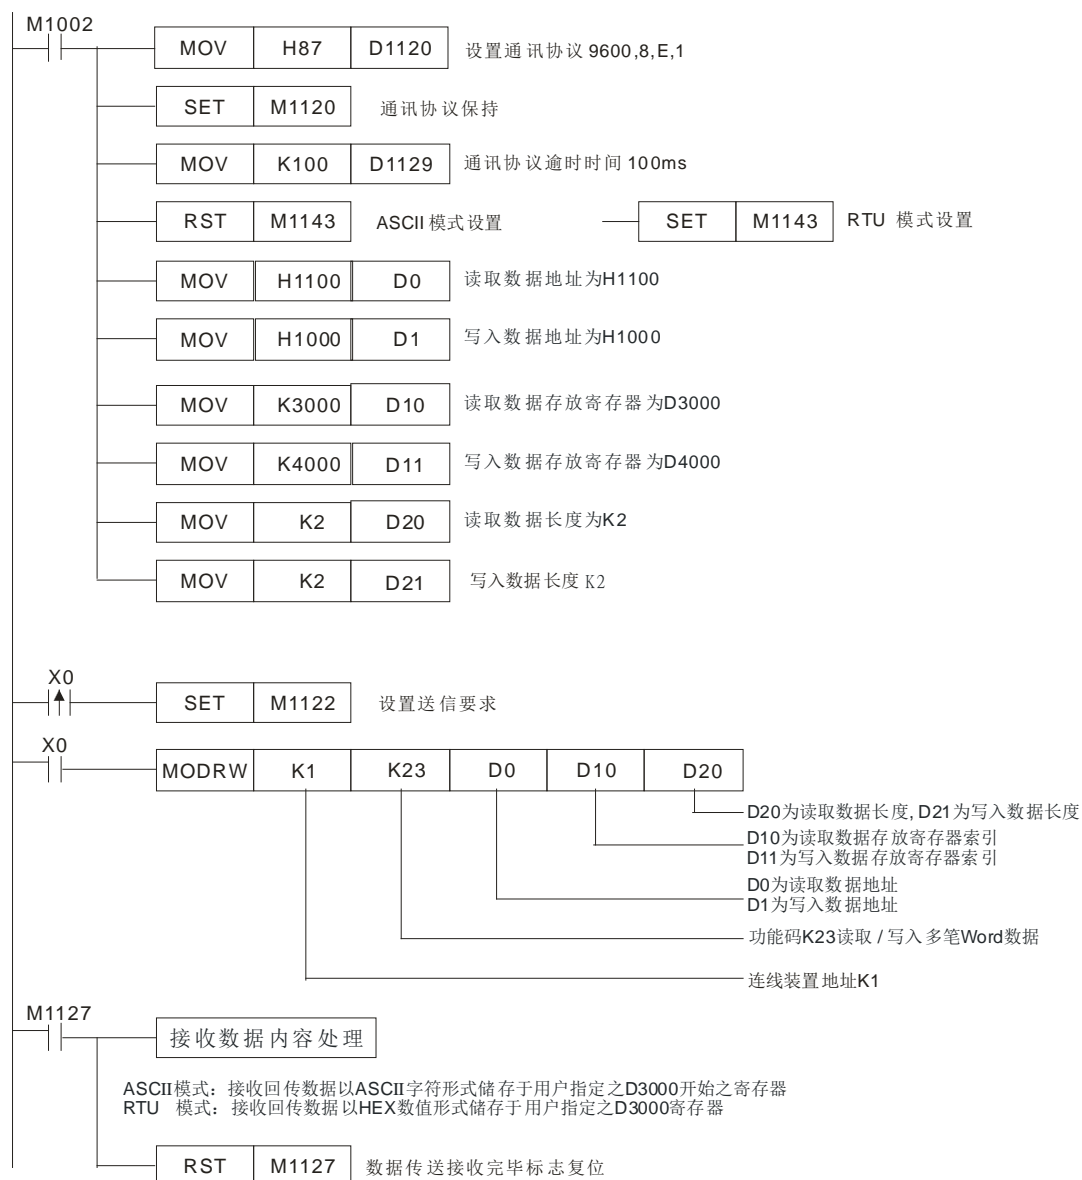 M1002
MOV H87 D1120 设置通讯协议 9600,8,E,1
SET M1120 通讯协议保持
MOV K100 D1129 通讯协议逾时时间 100ms
RST M1143 ASCII 模式设置 SET M1143 RTU 模式设置
MOV H1100 D0 读取数据地址为H1100
MOV H1000 D1 写入数据地址为H1000
MOV K3000 D10 读取数据存放寄存器为D3000
MOV K4000 D11 写入数据存放寄存器为D4000
MOV K2 D20 读取数据长度为K2
MOV K2 D21 写入数据长度 K2
X0
SET M1122 设置送信要求
X0
MODRW K1 K23 D0 D10 D20
D20为读取数据长度, D21为写入数据长度
D10为读取数据存放寄存器索引
D11为写入数据存放寄存器索引
D0为读取数据地址
D1为写入数据地址
功能码K23读取 / 写入多笔Word数据
连线装置地址K1
M1127
接收数据内容处理
ASCII模式：接收回传数据以ASCII字符形式储存于用户指定之D3000开始之寄存器
RTU 模式：接收回传数据以HEX数值形式储存于用户指定之D3000寄存器
RST M1127 数据传送接收完毕标志复位